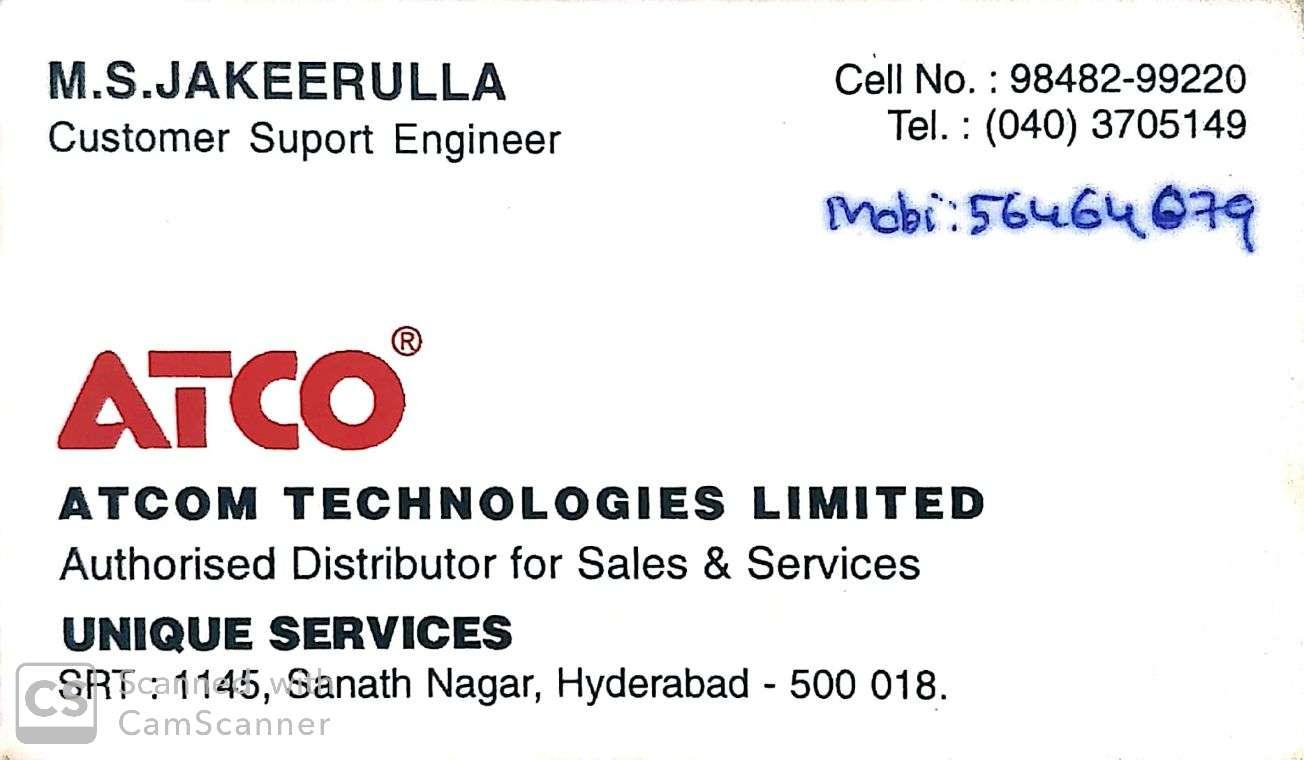 M.S.JAKEERULLA
Customer Suport Engineer
Cell No. : 98482-99220
Tel. : (040) 3705149
Mobi: 56464679
ATCO®
ATCOM TECHNOLOGIES LIMITED
Authorised Distributor for Sales & Services
UNIQUE SERVICES
SRT : 1145, Sanath Nagar, Hyderabad - 500 018.
CS Scanned with
CamScanner